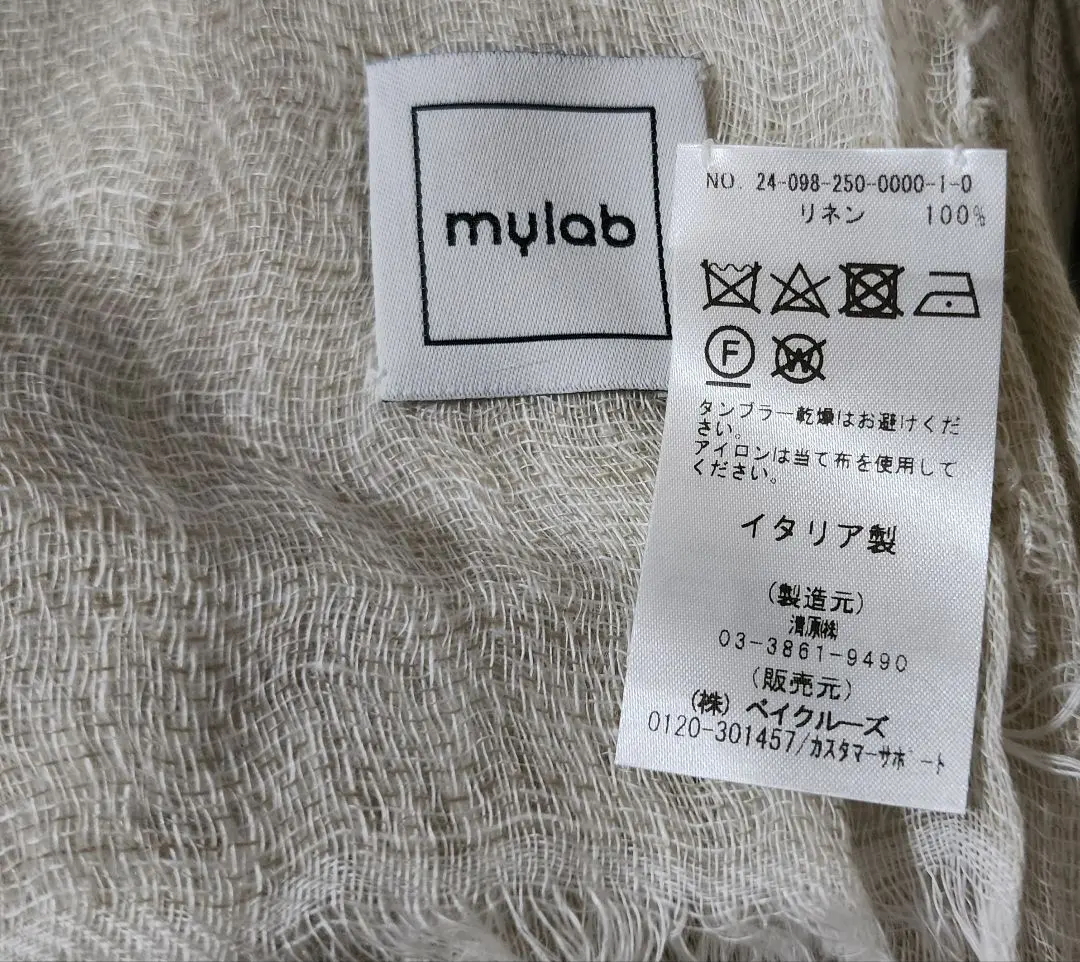 mylab
NO. 24-098-250-0000-1-0
リネン 100%
F
W
タンブラー乾燥はお避けくだ
さい。
アイロンは当て布を使用して
ください。
イタリア製
(製造元)
清原㈱
03-3861-9490
(販売元)
(株) ベイクルーズ
0120-301457/カスタマーサポート